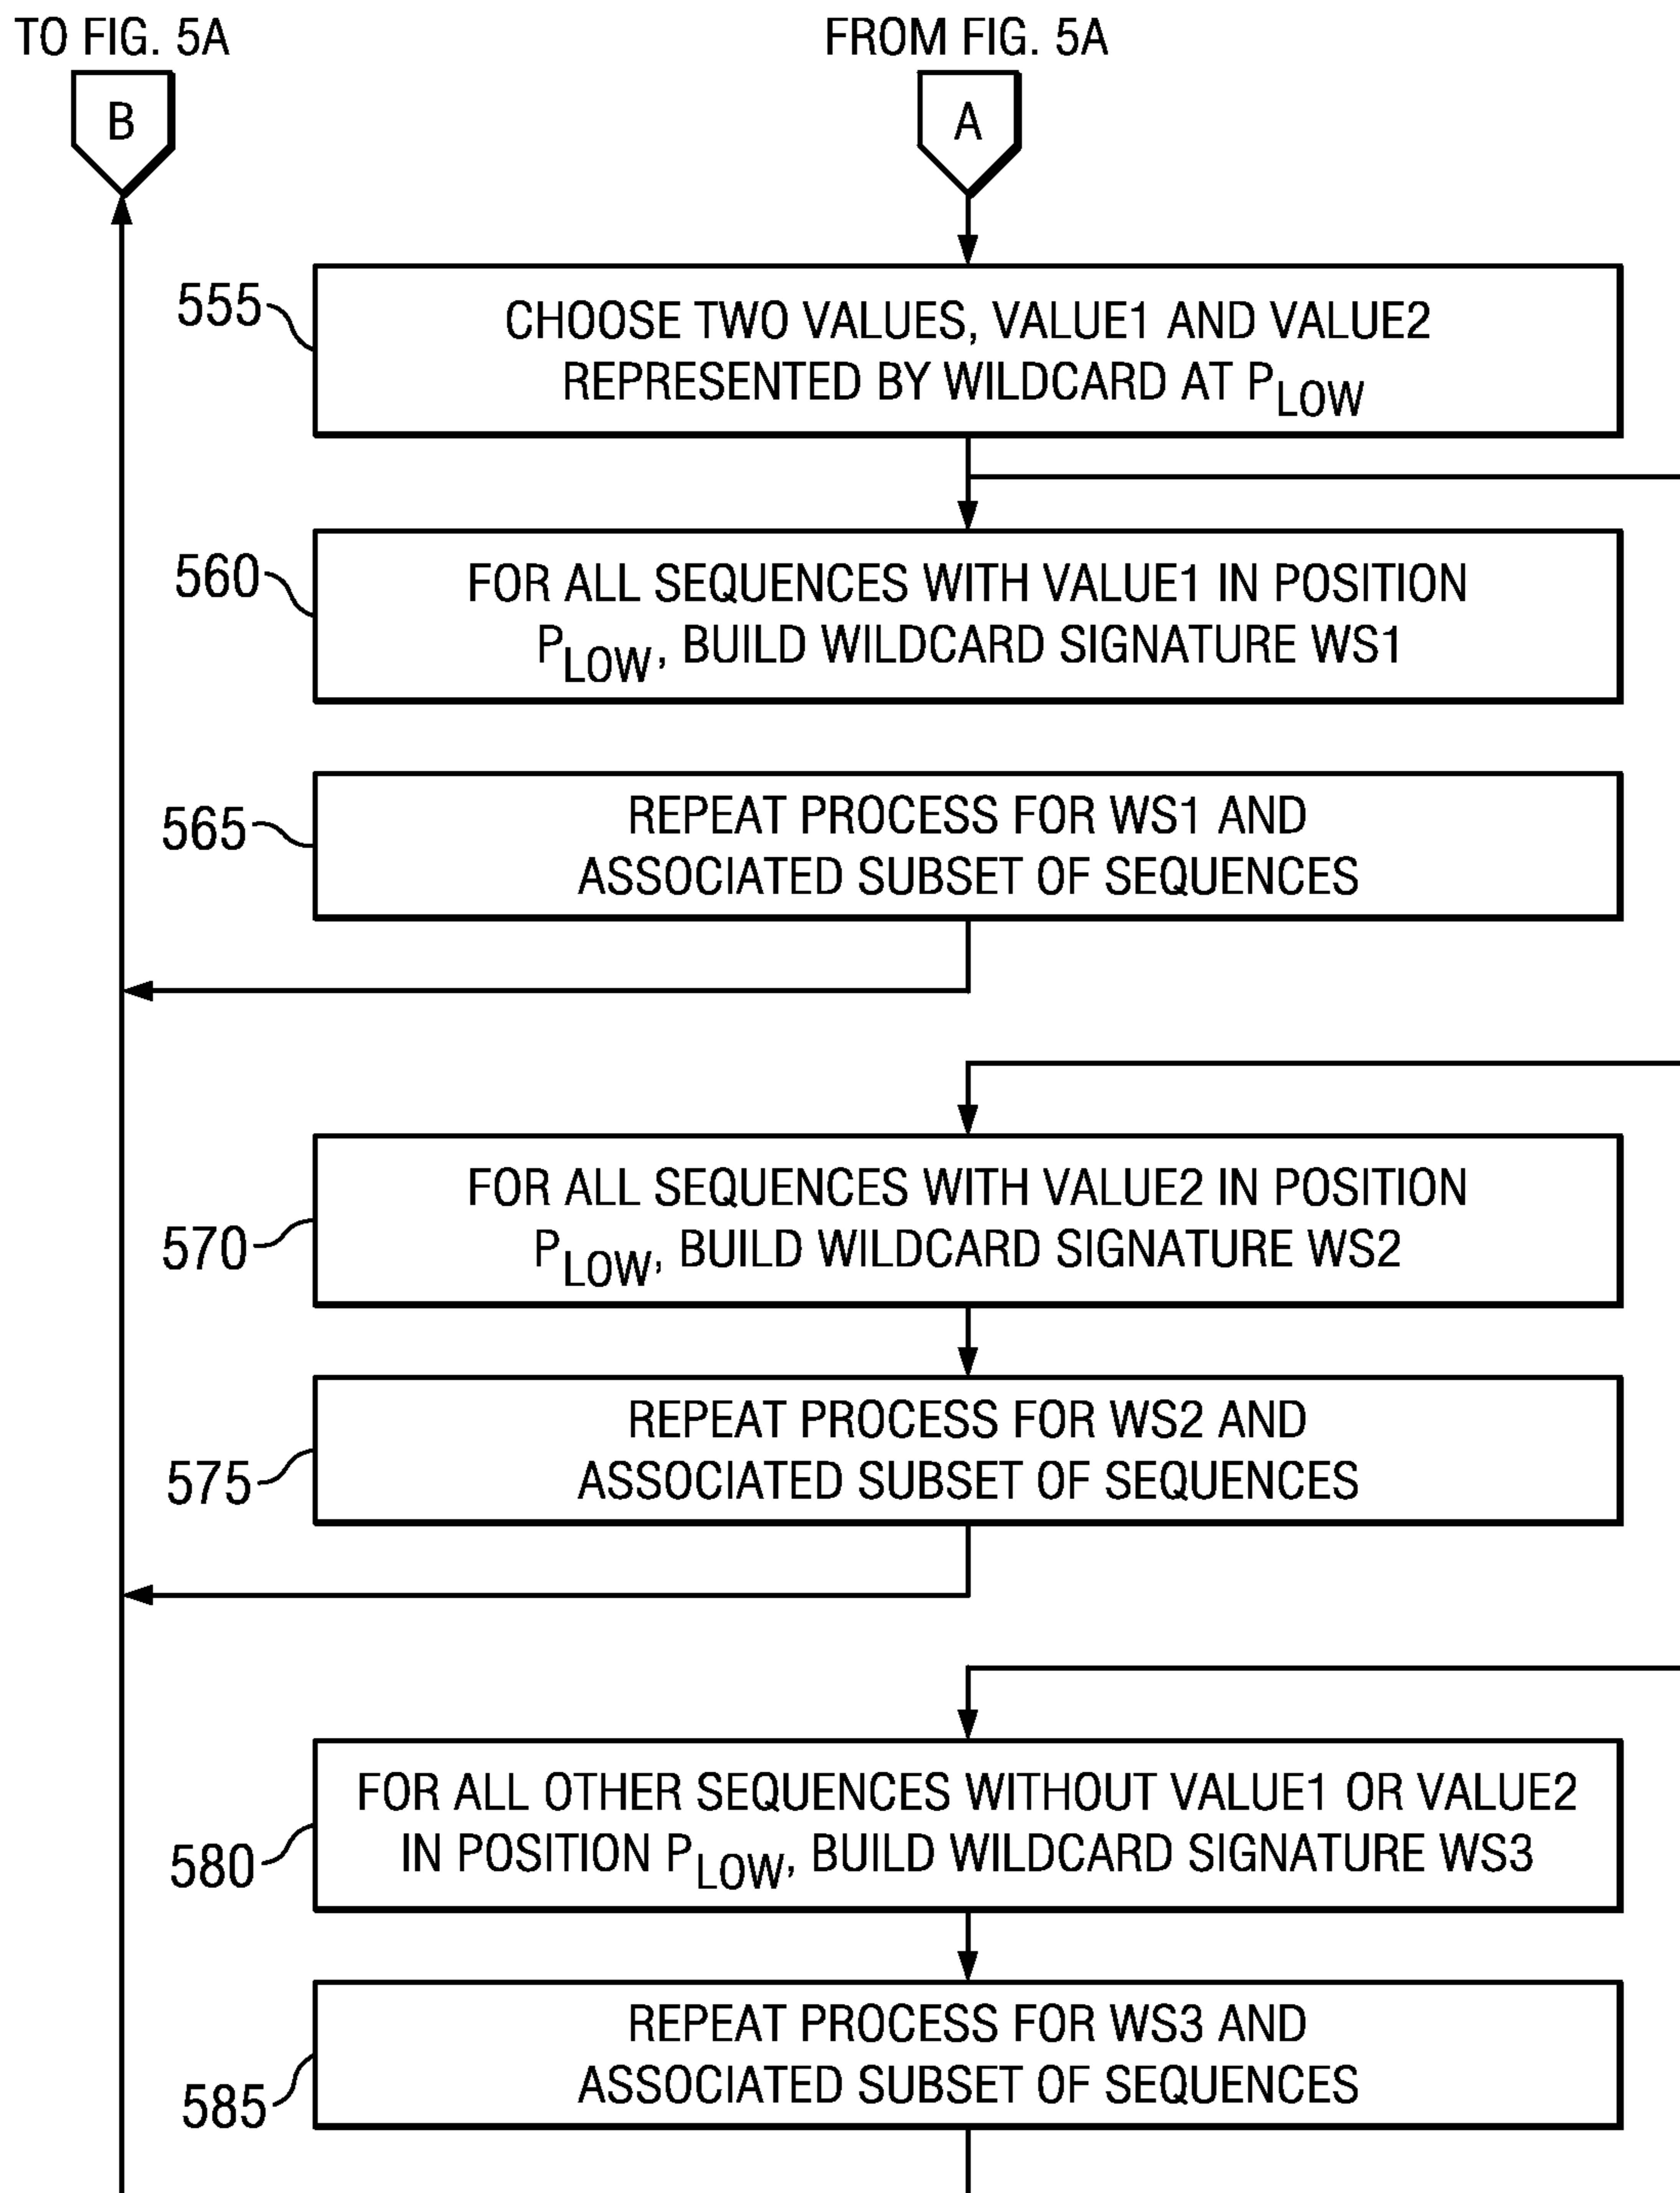 TO FIG. 5A
FROM FIG. 5A
B
A
555
CHOOSE TWO VALUES, VALUE1 AND VALUE2
REPRESENTED BY WILDCARD AT PLOW
560
FOR ALL SEQUENCES WITH VALUE1 IN POSITION
PLOW, BUILD WILDCARD SIGNATURE WS1
565
REPEAT PROCESS FOR WS1 AND
ASSOCIATED SUBSET OF SEQUENCES
570
FOR ALL SEQUENCES WITH VALUE2 IN POSITION
PLOW, BUILD WILDCARD SIGNATURE WS2
575
REPEAT PROCESS FOR WS2 AND
ASSOCIATED SUBSET OF SEQUENCES
580
FOR ALL OTHER SEQUENCES WITHOUT VALUE1 OR VALUE2
IN POSITION PLOW, BUILD WILDCARD SIGNATURE WS3
585
REPEAT PROCESS FOR WS3 AND
ASSOCIATED SUBSET OF SEQUENCES